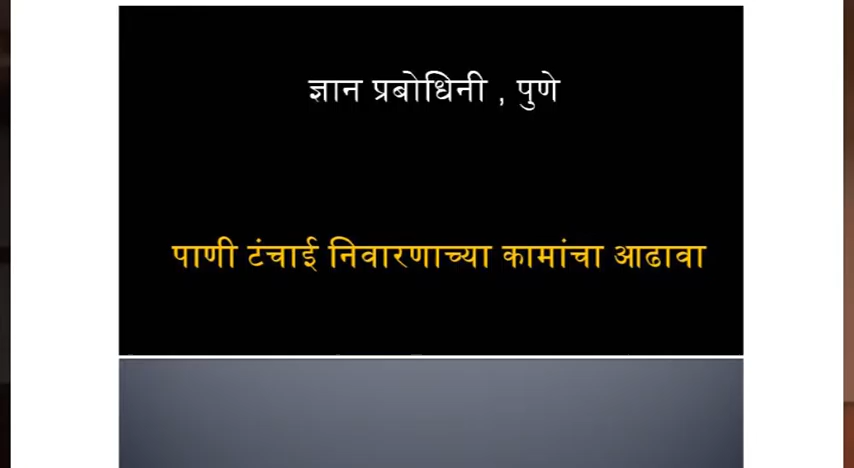 ज्ञान प्रबोधिनी , पुणे
पाणी टंचाई निवारणाच्या कामांचा आढावा